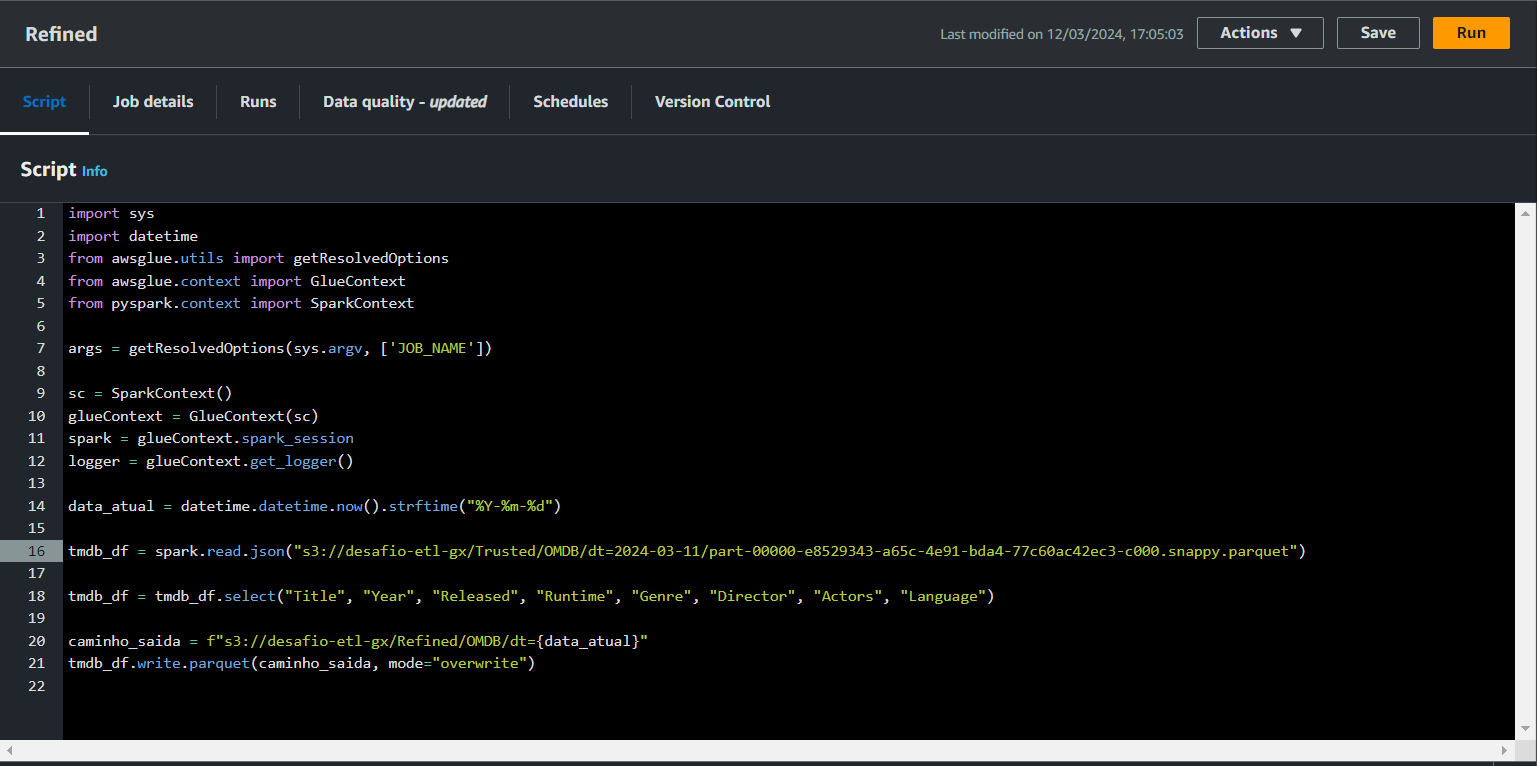 Refined
Last modified on 12/03/2024, 17:05:03
Actions ▼
Save
Run
Script
Job details
Runs
Data quality - updated
Schedules
Version Control
Script Info
1 import sys
2 import datetime
3 from awsglue.utils import getResolvedOptions
4 from awsglue.context import GlueContext
5 from pyspark.context import SparkContext
6
7 args = getResolvedOptions(sys.argv, ['JOB_NAME'])
8
9 sc = SparkContext()
10 glueContext = GlueContext(sc)
11 spark = glueContext.spark_session
12 logger = glueContext.get_logger()
13
14 data_atual = datetime.datetime.now().strftime("%Y-%m-%d")
15
16 tmdb_df = spark.read.json("s3://desafio-etl-gx/Trusted/OMDB/dt=2024-03-11/part-00000-e8529343-a65c-4e91-bda4-77c60ac42ec3-c000.snappy.parquet")
17
18 tmdb_df = tmdb_df.select("Title", "Year", "Released", "Runtime", "Genre", "Director", "Actors", "Language")
19
20 caminho_saida = f"s3://desafio-etl-gx/Refined/OMDB/dt={data_atual}"
21 tmdb_df.write.parquet(caminho_saida, mode="overwrite")
22